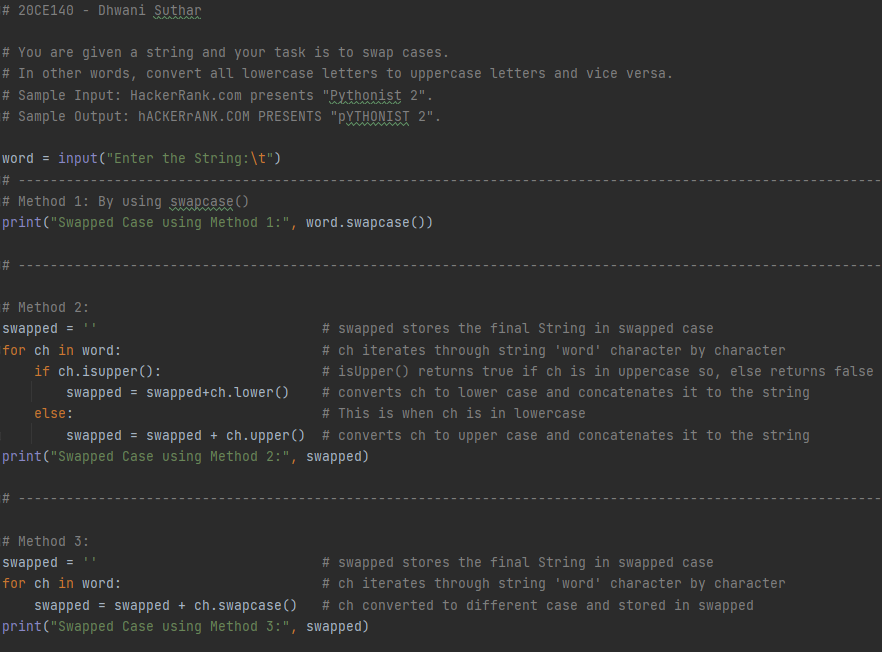 # 20CE140 - Dhwani Suthar
# You are given a string and your task is to swap cases.
# In other words, convert all lowercase letters to uppercase letters and vice versa.
# Sample Input: HackerRank.com presents "Pythonist 2".
# Sample Output: hACKERrANK.COM PRESENTS "pYTHONIST 2".
word = input("Enter the String:\t")
# ------------------------------------------------------------------------------------------------------------
# Method 1: By using swapcase()
print("Swapped Case using Method 1:", word.swapcase())
# ------------------------------------------------------------------------------------------------------------
# Method 2:
swapped = ''                            # swapped stores the final String in swapped case
for ch in word:                         # ch iterates through string 'word' character by character
    if ch.isupper():                    # isUpper() returns true if ch is in uppercase so, else returns false
        swapped = swapped+ch.lower()    # converts ch to lower case and concatenates it to the string
    else:                               # This is when ch is in lowercase
        swapped = swapped + ch.upper()  # converts ch to upper case and concatenates it to the string
print("Swapped Case using Method 2:", swapped)
# ------------------------------------------------------------------------------------------------------------
# Method 3:
swapped = ''                            # swapped stores the final String in swapped case
for ch in word:                         # ch iterates through string 'word' character by character
    swapped = swapped + ch.swapcase()   # ch converted to different case and stored in swapped
print("Swapped Case using Method 3:", swapped)